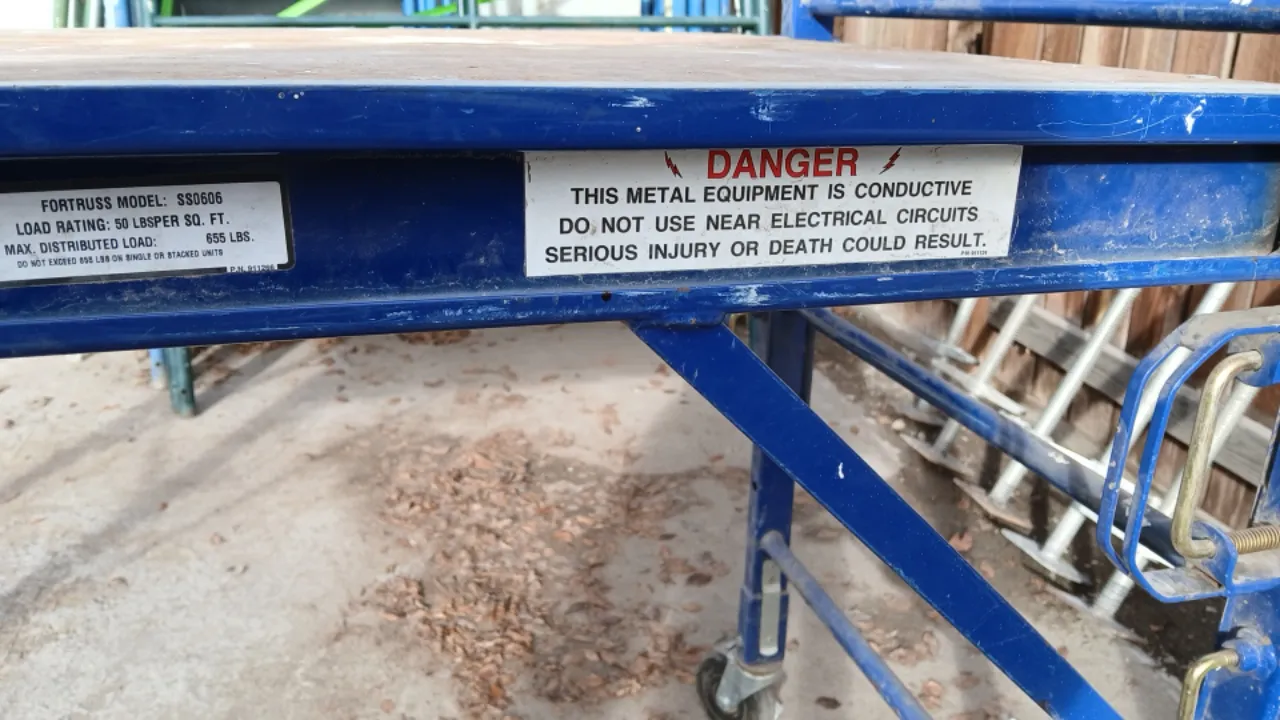 FORTRUSS MODEL: SS0606
LOAD RATING: 50 LBSPER SQ. FT.
MAX. DISTRIBUTED LOAD: 655 LBS.
DO NOT EXCEED 655 LBS ON SINGLE OR STACKED UNITS
P.N. 911266
DANGER
THIS METAL EQUIPMENT IS CONDUCTIVE
DO NOT USE NEAR ELECTRICAL CIRCUITS
SERIOUS INJURY OR DEATH COULD RESULT.